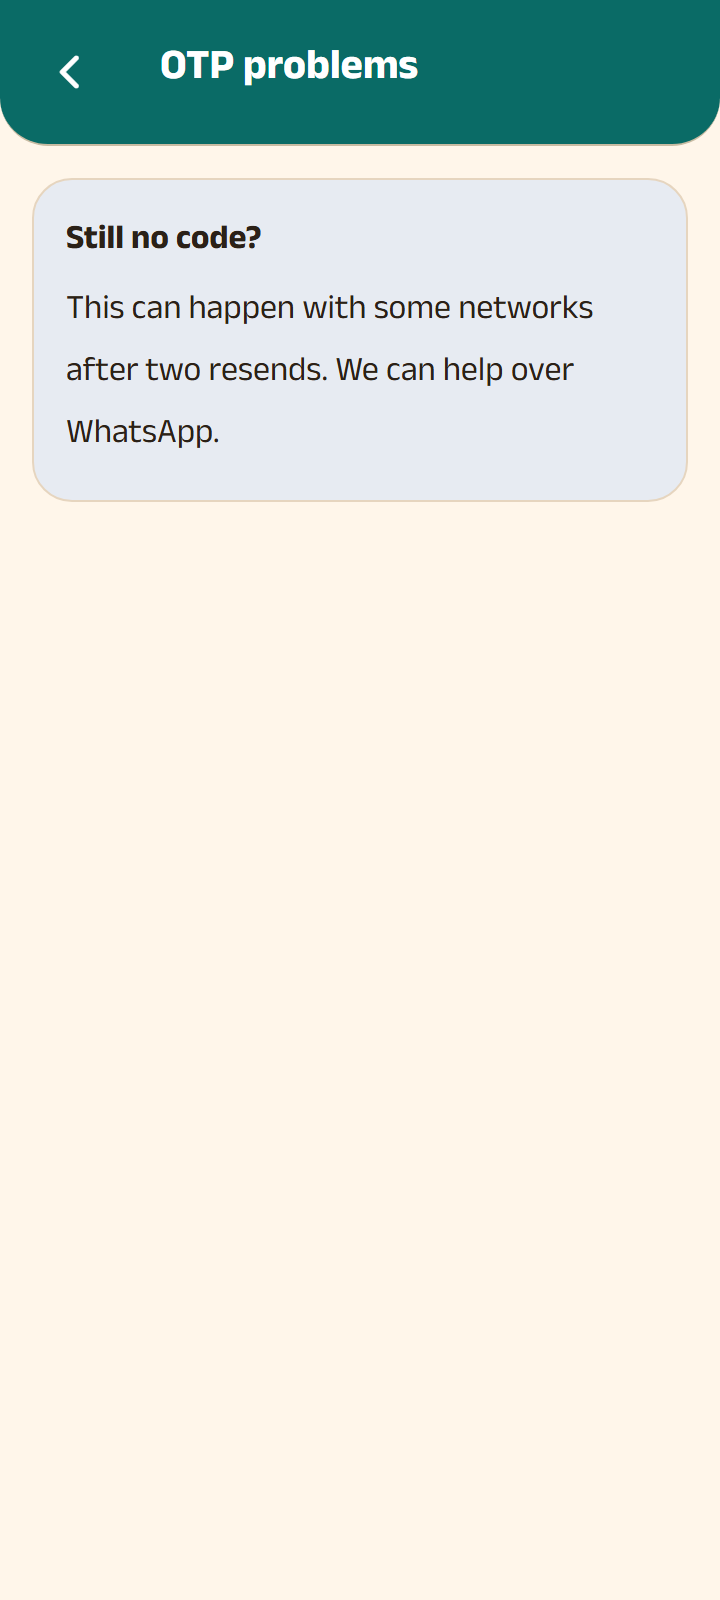 OTP problems
Still no code?
This can happen with some networks
after two resends. We can help over
WhatsApp.